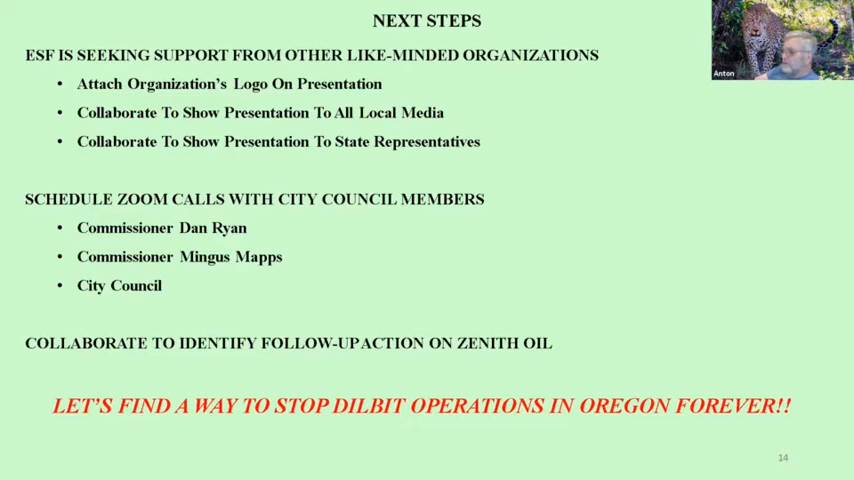 NEXT STEPS
Anton
ESF IS SEEKING SUPPORT FROM OTHER LIKE-MINDED ORGANIZATIONS
• Attach Organization's Logo On Presentation
• Collaborate To Show Presentation To All Local Media
• Collaborate To Show Presentation To State Representatives
SCHEDULE ZOOM CALLS WITH CITY COUNCIL MEMBERS
• Commissioner Dan Ryan
• Commissioner Mingus Mapps
• City Council
COLLABORATE TO IDENTIFY FOLLOW-UP ACTION ON ZENITH OIL
LET'S FIND A WAY TO STOP DILBIT OPERATIONS IN OREGON FOREVER!!
14